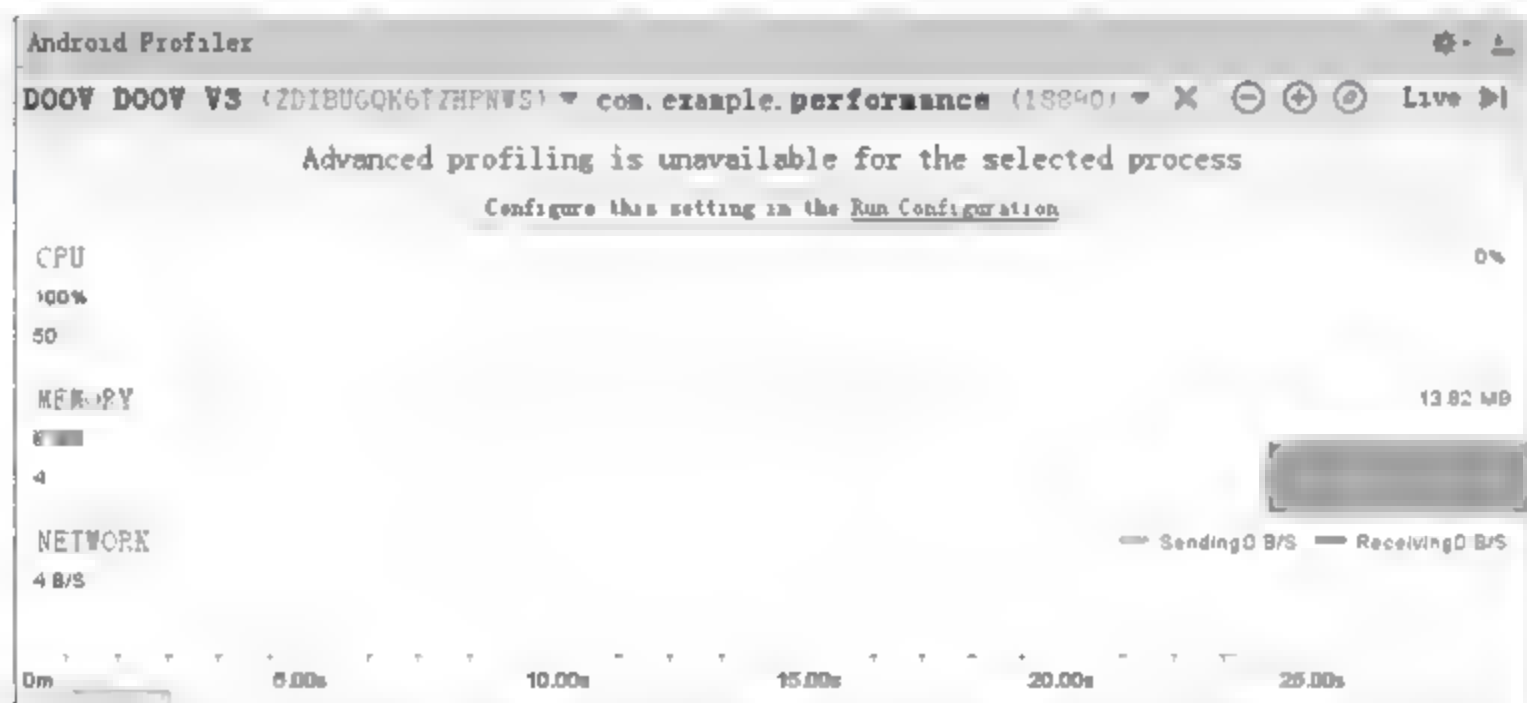 Android Profiler
DOOV DOOV V3 com.example.performance Live
Advanced profiling is unavailable for the selected process
Configure this setting in the Run Configuration
CPU 0%
100%
50
MEMORY 13.82 MB
4
NETWORK Sending0 B/S Receiving0 B/S
4 B/S
0m 5.00s 10.00s 15.00s 20.00s 25.00s